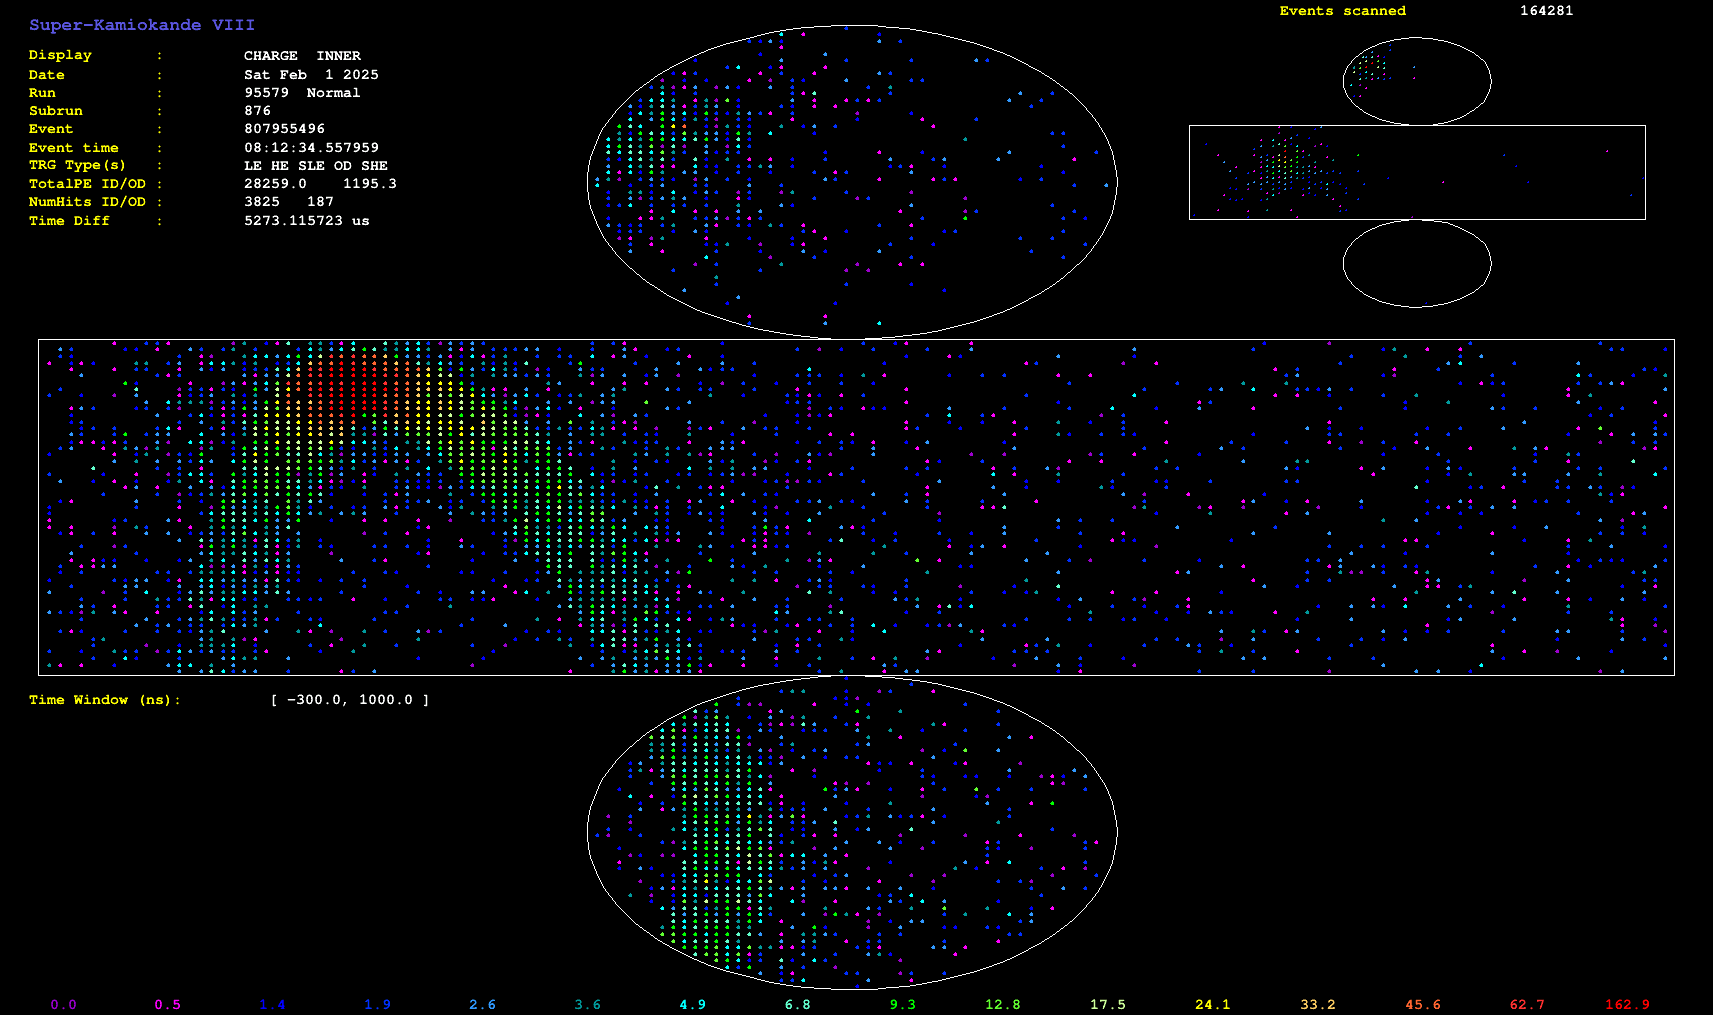 Super-Kamiokande VIII
Events scanned 164281
Display : CHARGE INNER
Date : Sat Feb 1 2025
Run : 95579 Normal
Subrun : 876
Event : 807955496
Event time : 08:12:34.557959
TRG Type(s) : LE HE SLE OD SHE
TotalPE ID/OD : 28259.0 1195.3
NumHits ID/OD : 3825 187
Time Diff : 5273.115723 us
Time Window (ns): [ -300.0, 1000.0 ]
0.0 0.5 1.4 1.9 2.6 3.6 4.9 6.8 9.3 12.8 17.5 24.1 33.2 45.6 62.7 162.9